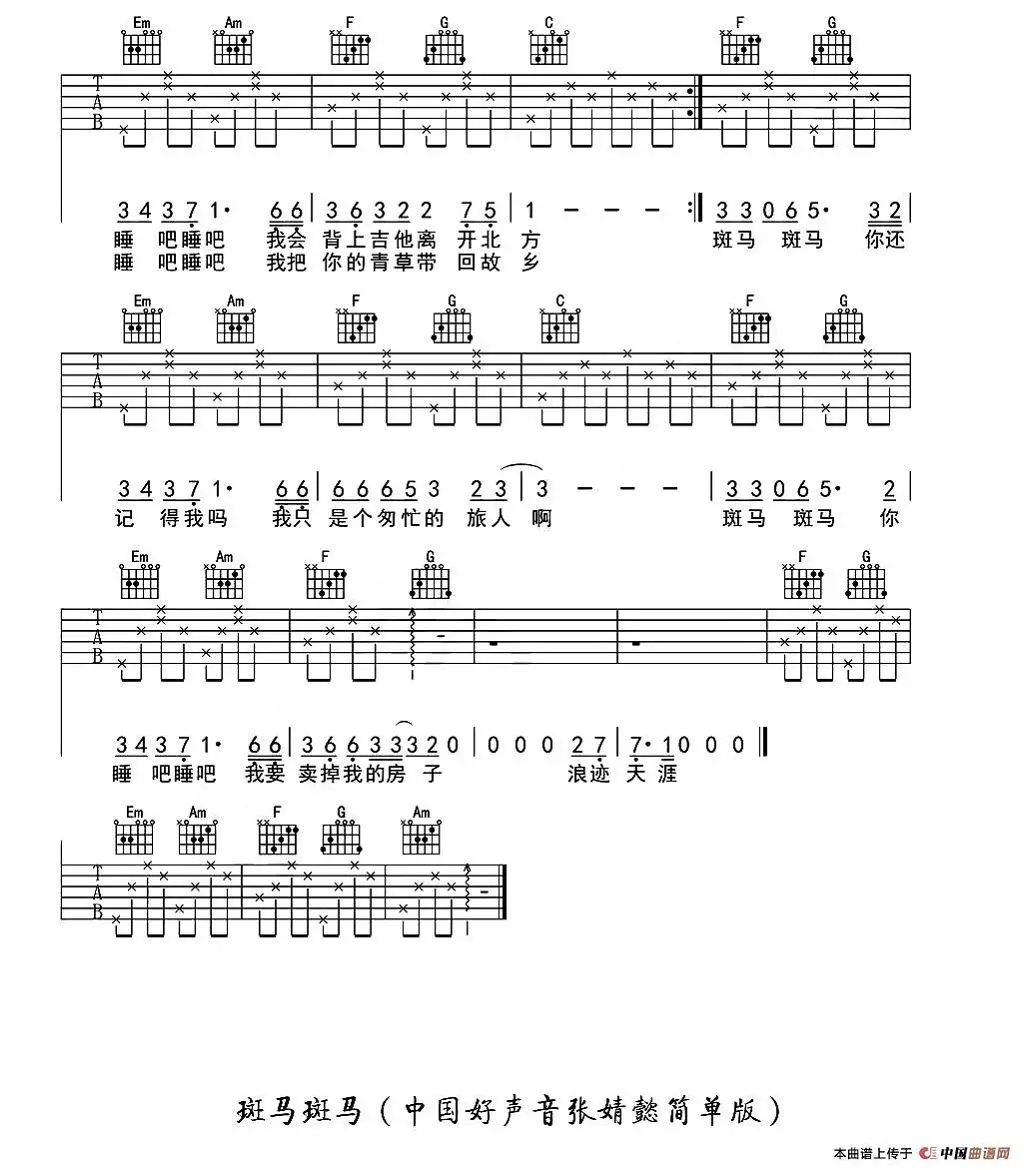 Em Am F G C F G
T
A
B
3 4 3 7 1· 6 6 | 3 6 3 2 2 7 5 | 1 – – – :| 3 3 0 6 5· 3 2
睡 吧睡吧 我会 背上吉他离 开北 方 斑马 斑马 你还
睡 吧睡吧 我把 你的青草带 回故 乡
Em Am F G C F G
T
A
B
3 4 3 7 1· 6 6 | 6 6 6 5 3 2 3 | 3 – – – | 3 3 0 6 5· 2
记 得我吗 我只 是个匆忙的 旅人 啊 斑马 斑马 你
Em Am F G F G
T
A
B
3 4 3 7 1· 6 6 | 3 6 6 3 3 3 2 0 | 0 0 0 2 7 | 7· 1 0 0 0 ‖
睡 吧睡吧 我要 卖掉我的房 子 浪迹 天 涯
Em Am F G Am
T
A
B
斑马斑马（中国好声音张婧懿简单版）
本曲谱上传于 中国曲谱网